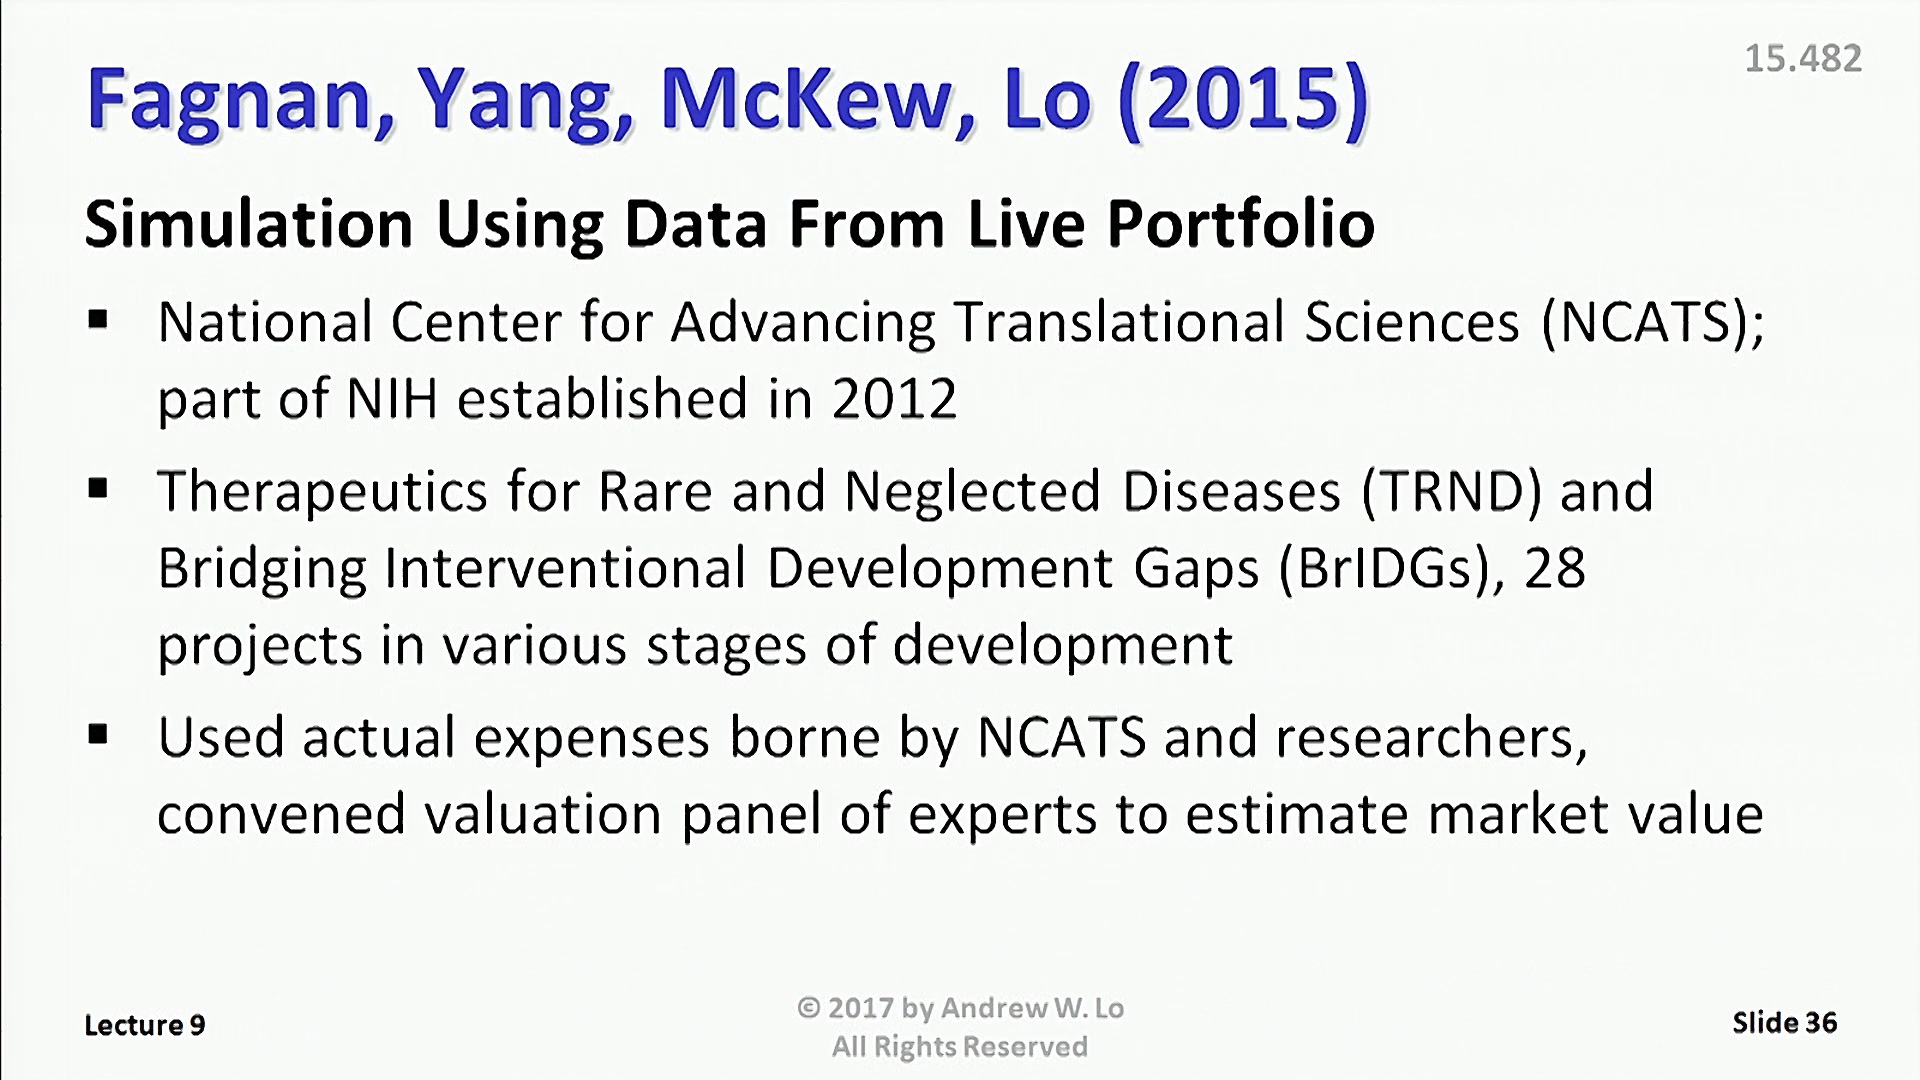 15.482
Fagnan, Yang, McKew, Lo (2015)
Simulation Using Data From Live Portfolio
▪ National Center for Advancing Translational Sciences (NCATS);
part of NIH established in 2012
▪ Therapeutics for Rare and Neglected Diseases (TRND) and
Bridging Interventional Development Gaps (BrIDGs), 28
projects in various stages of development
▪ Used actual expenses borne by NCATS and researchers,
convened valuation panel of experts to estimate market value
Lecture 9
© 2017 by Andrew W. Lo
All Rights Reserved
Slide 36